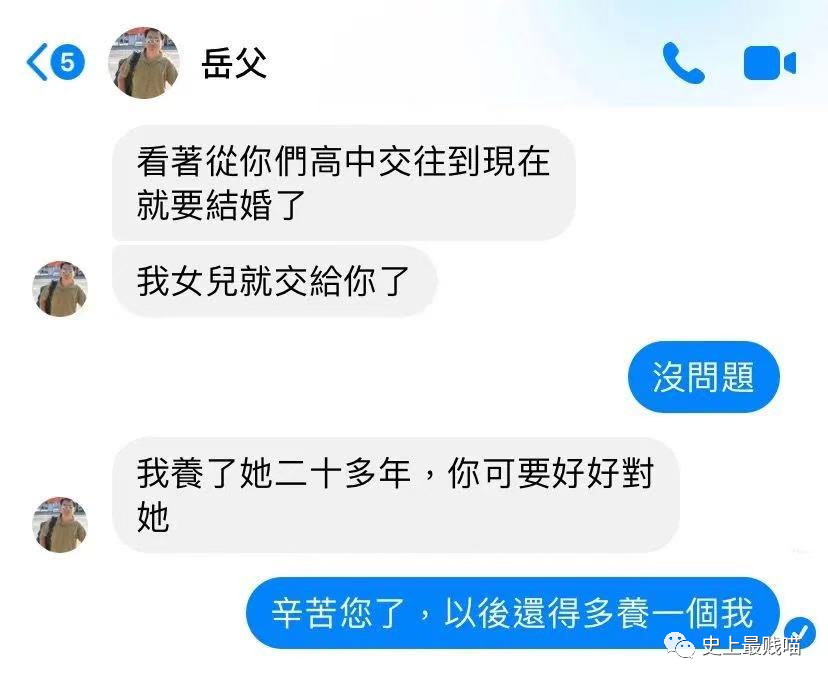 5
岳父
看著從你們高中交往到現在
就要結婚了
我女兒就交給你了
沒問題
我養了她二十多年，你可要好好對
她
辛苦您了，以後還得多養一個我
史上最贱喵